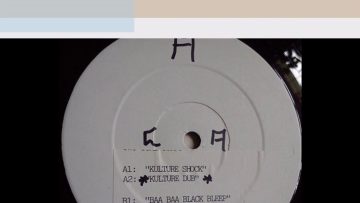 A
A
A1: "KULTURE SHOCK"
A2: "KULTURE DUB"
B1: "BAA BAA BLACK BLEEP"